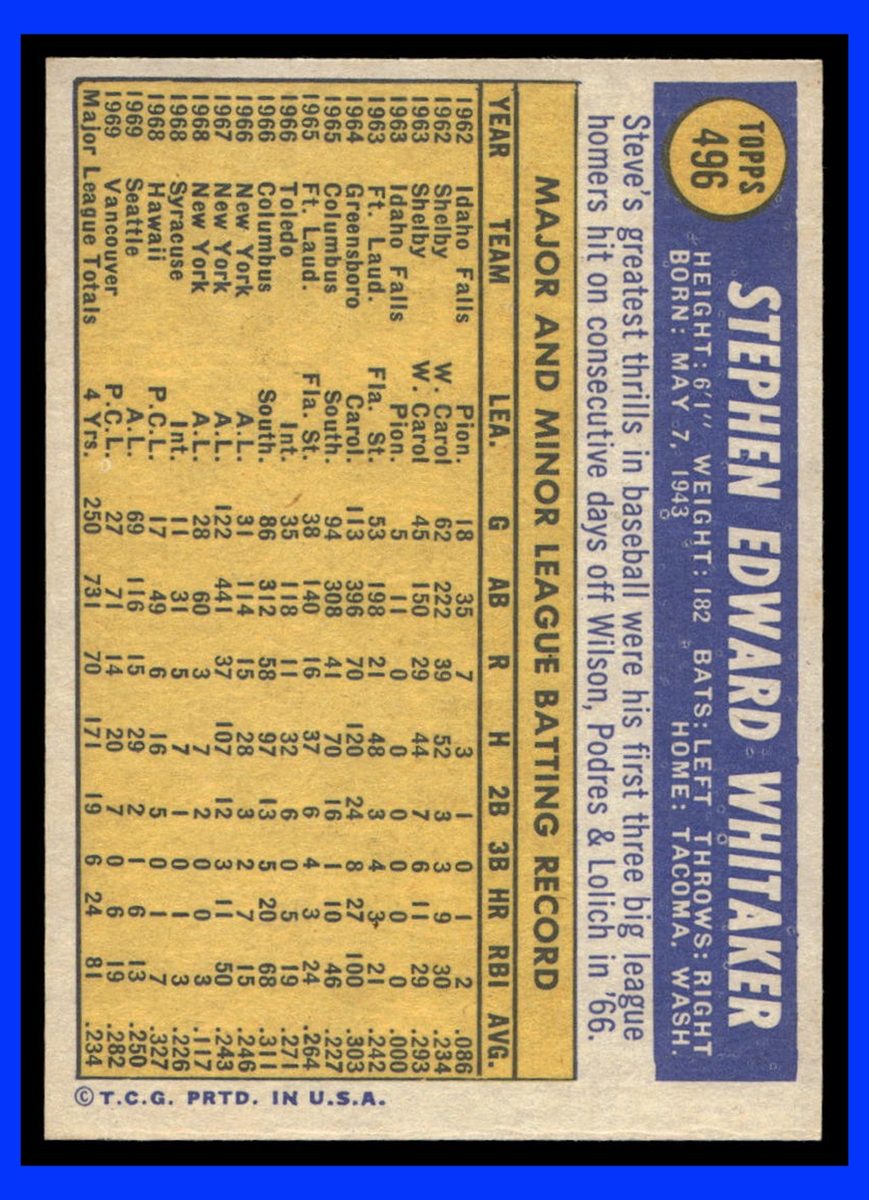 TOPPS
496
STEPHEN EDWARD WHITAKER
HEIGHT: 6'1" WEIGHT: 182 BATS: LEFT THROWS: RIGHT
BORN: MAY 7, 1943 HOME: TACOMA, WASH.
Steve's greatest thrills in baseball were his first three big league
homers hit on consecutive days off Wilson, Podres & Lolich in '66.
MAJOR AND MINOR LEAGUE BATTING RECORD
YEAR TEAM LEA. G AB R H 2B 3B HR RBI AVG.
1962 Idaho Falls Pion. 18 35 7 3 1 0 1 2 .086
1962 Shelby W. Carol 62 222 39 52 3 3 9 30 .234
1963 Shelby W. Carol 45 150 29 44 7 6 11 29 .293
1963 Idaho Falls Pion. 5 11 0 0 0 0 0 0 .000
1963 Ft. Laud. Fla. St. 53 198 21 48 3 4 3 21 .242
1964 Greensboro Carol. 113 396 70 120 24 8 27 100 .303
1965 Columbus South. 94 308 41 70 16 1 10 46 .227
1965 Ft. Laud. Fla. St. 38 140 16 37 6 4 3 24 .264
1966 Toledo Int. 35 118 11 32 6 0 5 19 .271
1966 Columbus South. 86 312 58 97 13 5 20 68 .311
1966 New York A.L. 31 114 15 28 3 2 7 15 .246
1967 New York A.L. 122 441 37 107 12 3 11 50 .243
1968 New York A.L. 28 60 3 7 2 0 0 3 .117
1968 Syracuse Int. 11 31 5 7 1 0 1 3 .226
1968 Hawaii P.C.L. 17 49 6 16 5 0 1 7 .327
1969 Seattle A.L. 69 116 15 29 2 1 6 13 .250
1969 Vancouver P.C.L. 27 71 14 20 7 0 6 19 .282
Major League Totals 4 Yrs. 250 731 70 171 19 6 24 81 .234
© T.C.G. PRTD. IN U.S.A.